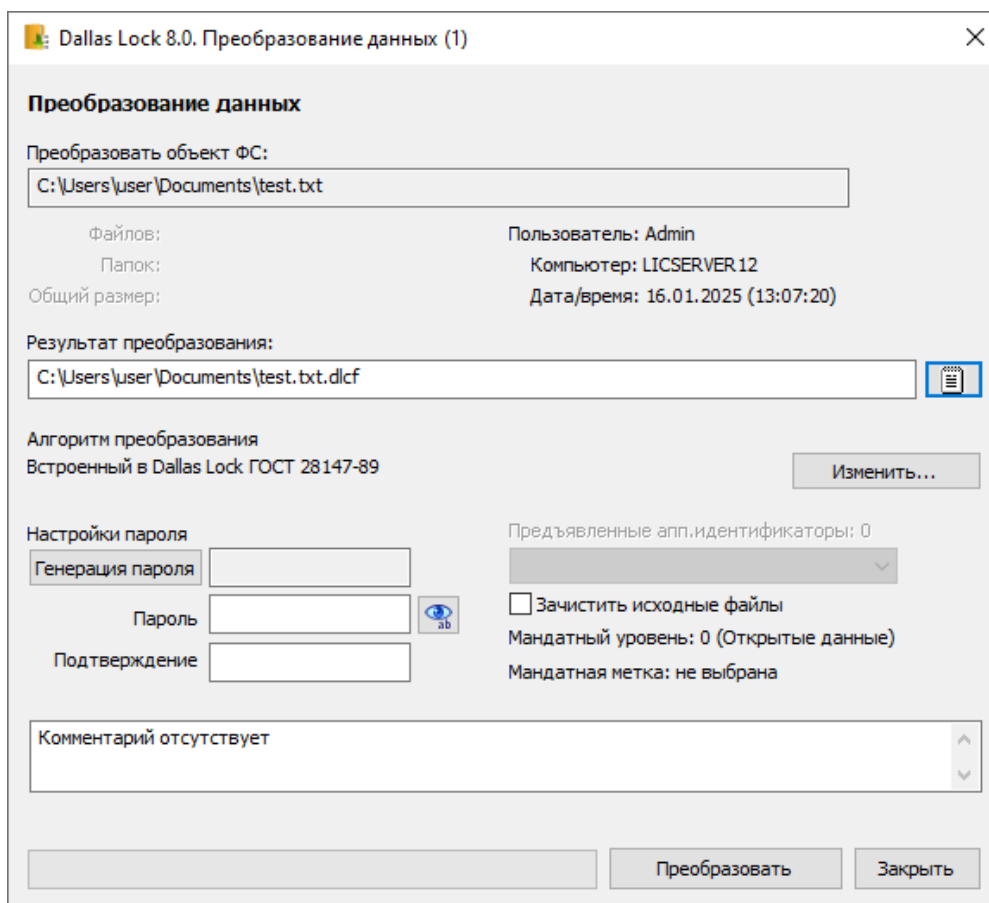 Dallas Lock 8.0. Преобразование данных (1)
Преобразование данных
Преобразовать объект ФС:
C:\Users\user\Documents\test.txt
Файлов:
Пользователь: Admin
Папок:
Компьютер: LICSERVER12
Общий размер:
Дата/время: 16.01.2025 (13:07:20)
Результат преобразования:
C:\Users\user\Documents\test.txt.dlcf
Алгоритм преобразования
Встроенный в Dallas Lock ГОСТ 28147-89
Изменить...
Настройки пароля
Предъявленные апп.идентификаторы: 0
Генерация пароля
Зачистить исходные файлы
Пароль
ab
Мандатный уровень: 0 (Открытые данные)
Подтверждение
Мандатная метка: не выбрана
Комментарий отсутствует
Преобразовать
Закрыть